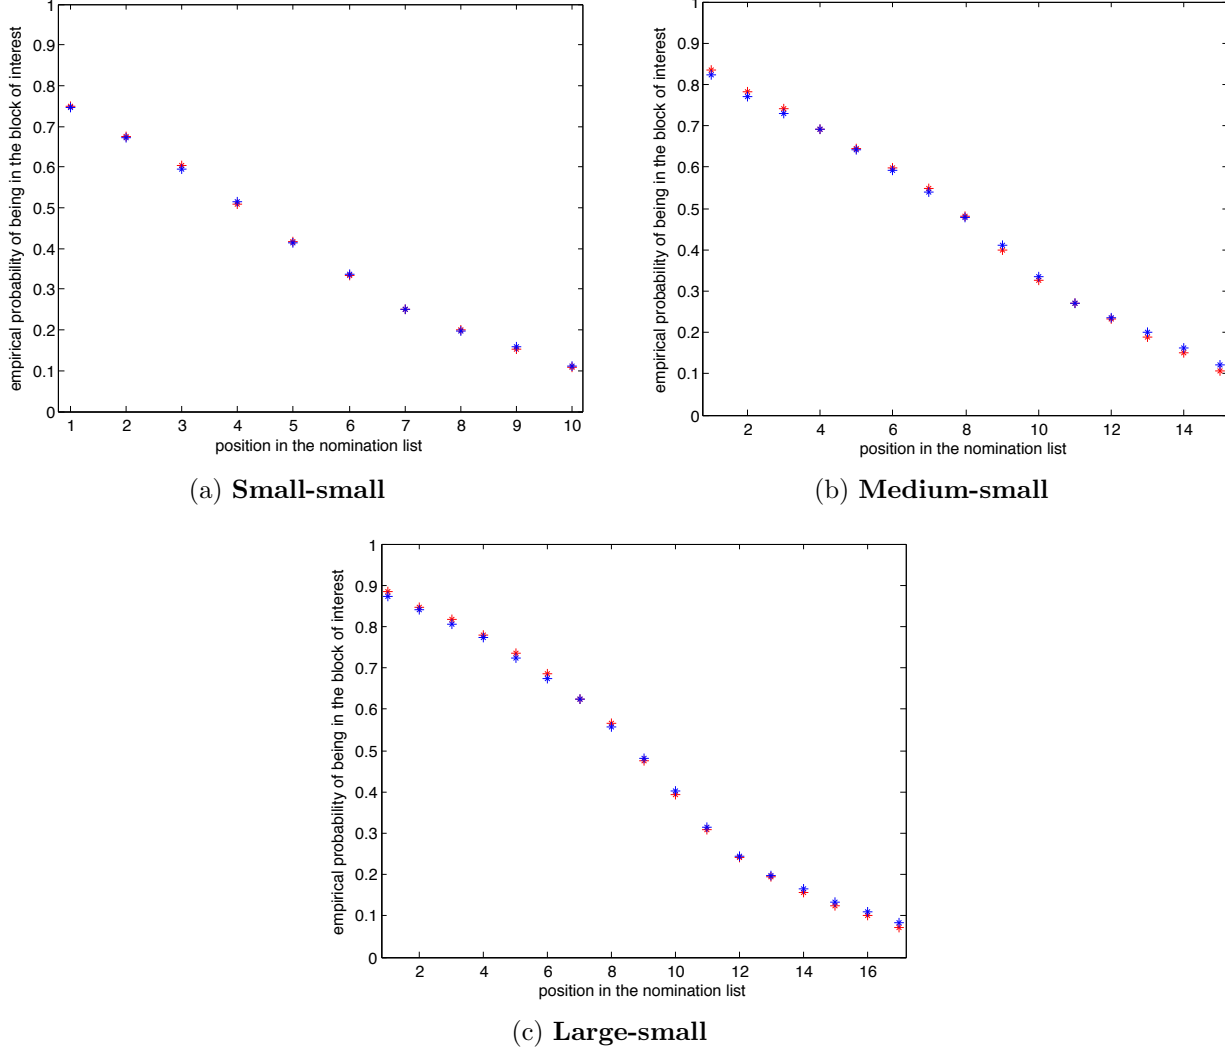 1
0.9
0.8
0.7
0.6
0.5
0.4
0.3
0.2
0.1
0
empirical probability of being in the block of interest
1 2 3 4 5 6 7 8 9 10
position in the nomination list
(a) Small-small
1
0.9
0.8
0.7
0.6
0.5
0.4
0.3
0.2
0.1
0
empirical probability of being in the block of interest
2 4 6 8 10 12 14
position in the nomination list
(b) Medium-small
1
0.9
0.8
0.7
0.6
0.5
0.4
0.3
0.2
0.1
0
empirical probability of being in the block of interest
2 4 6 8 10 12 14 16
position in the nomination list
(c) Large-small